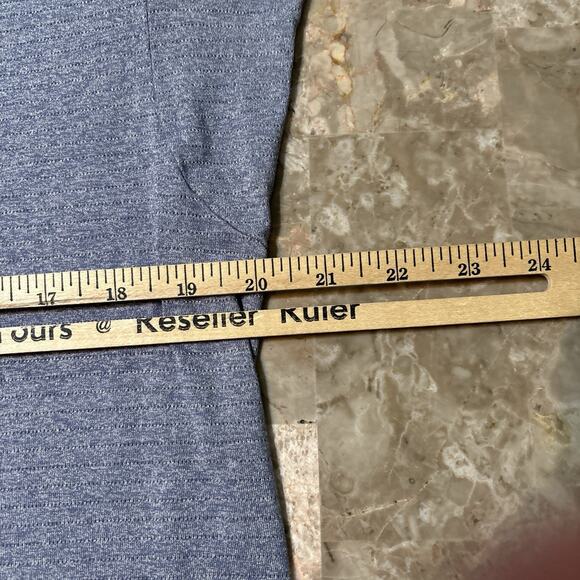 17 18 19 20 21 22 23 24
ours @ Reseller Ruler